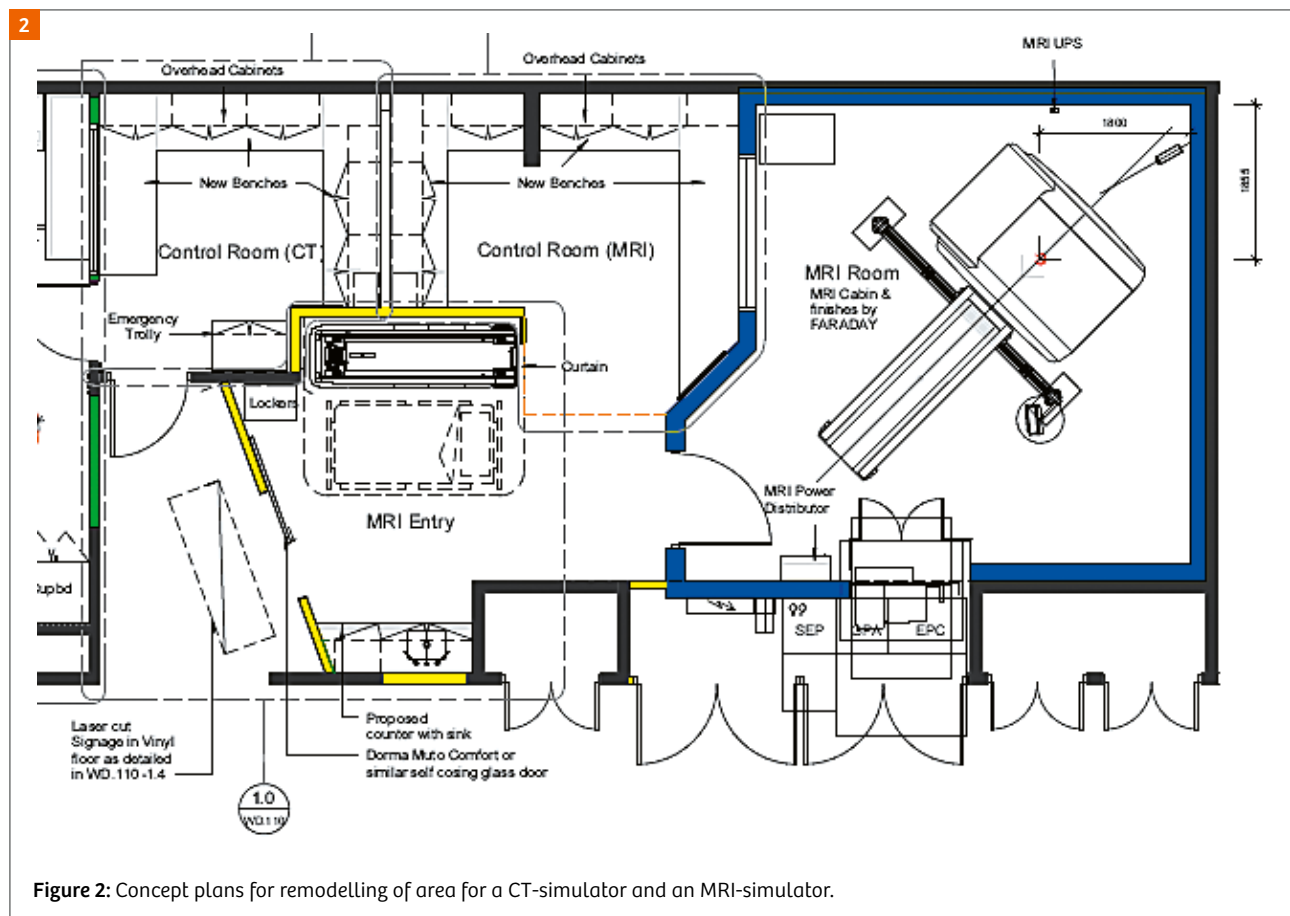 2
MRI UPS
Overhead Cabinets
Overhead Cabinets
1800
1855
New Benches
New Benches
Control Room (CT)
Control Room (MRI)
MRI Room
MRI Cabin &
finishes by
FARADAY
Emergency
Trolly
Curtain
Lockers
MRI Power
Distributor
MRI Entry
Cupbd
SEP
EPC
Laser cut
Signage in Vinyl
floor as detailed
in WD.110 -1.4
Proposed
counter with sink
Dorma Muto Comfort or
similar self cosing glass door
1.0
WD.110
Figure 2: Concept plans for remodelling of area for a CT-simulator and an MRI-simulator.